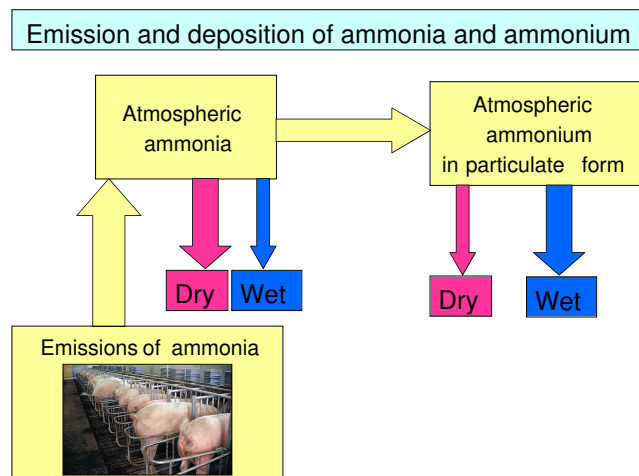 Emission and deposition of ammonia and ammonium
Atmospheric
ammonia
Atmospheric
ammonium
in particulate form
Dry
Wet
Dry
Wet
Emissions of ammonia